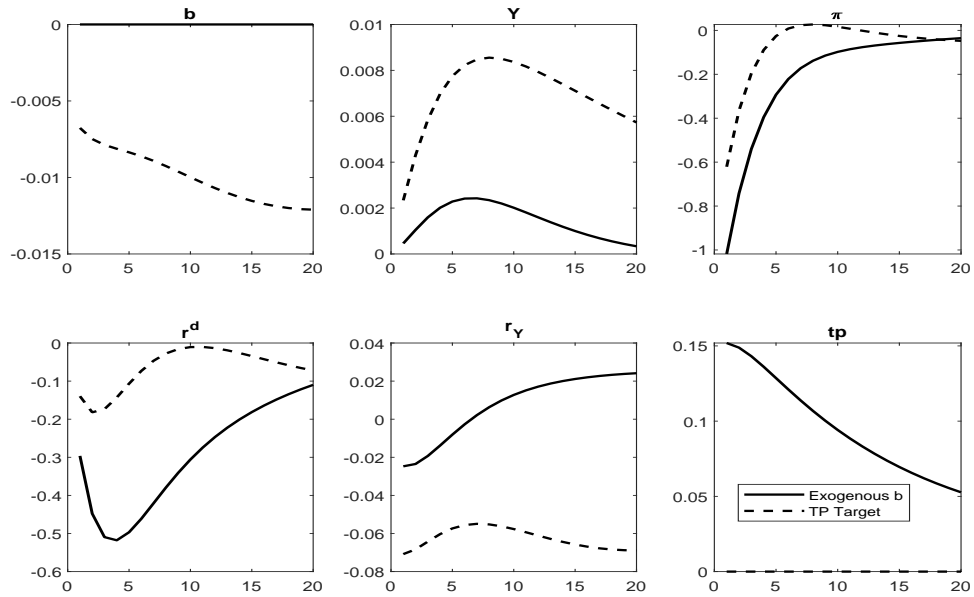 b
0
-0.005
-0.01
-0.015
0 5 10 15 20
Y
0.01
0.008
0.006
0.004
0.002
0
0 5 10 15 20
π
0
-0.2
-0.4
-0.6
-0.8
-1
0 5 10 15 20
r^d
0
-0.1
-0.2
-0.3
-0.4
-0.5
-0.6
0 5 10 15 20
r_Y
0.04
0.02
0
-0.02
-0.04
-0.06
-0.08
0 5 10 15 20
tp
0.15
0.1
0.05
0
0 5 10 15 20
Exogenous b
TP Target